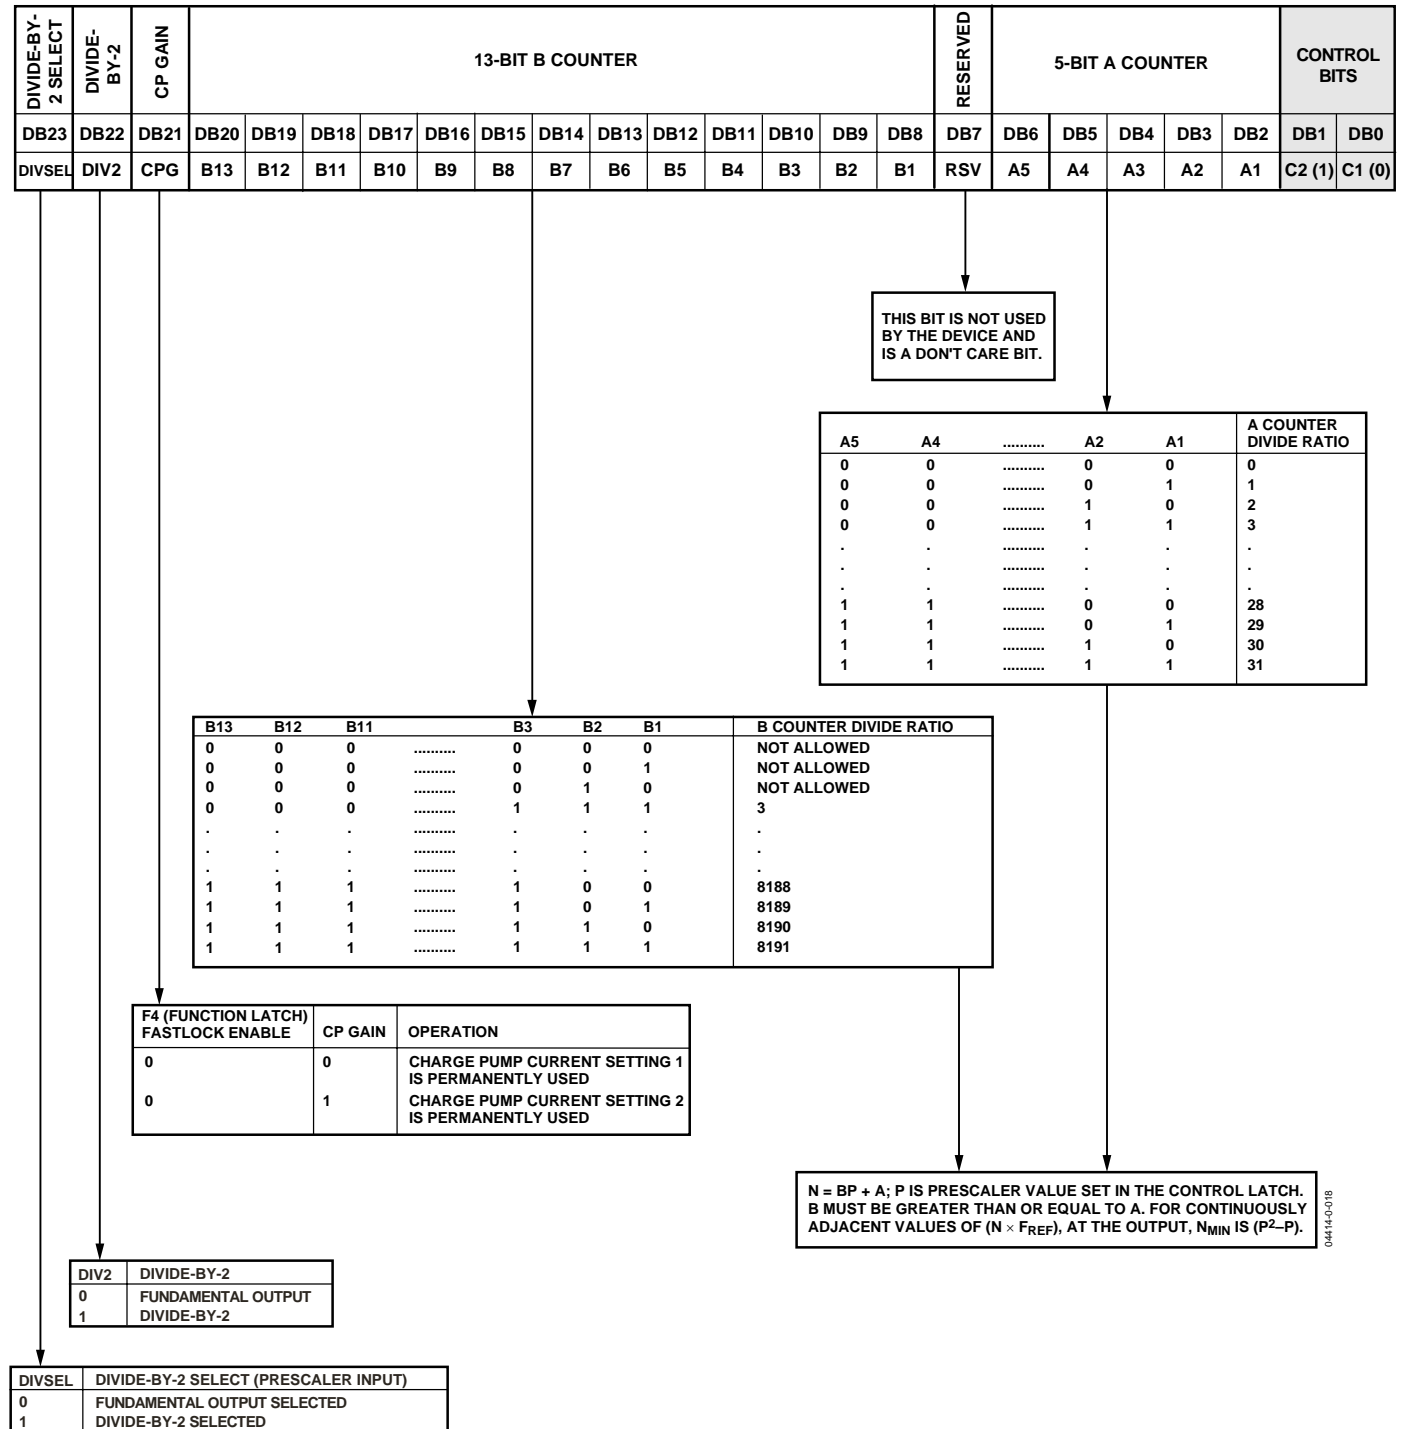 DIVIDE-BY-
2 SELECT
DIVIDE-
BY-2
CP GAIN
13-BIT B COUNTER
RESERVED
5-BIT A COUNTER
CONTROL
BITS
DB23 DB22 DB21 DB20 DB19 DB18 DB17 DB16 DB15 DB14 DB13 DB12 DB11 DB10 DB9 DB8 DB7 DB6 DB5 DB4 DB3 DB2 DB1 DB0
DIVSEL DIV2 CPG B13 B12 B11 B10 B9 B8 B7 B6 B5 B4 B3 B2 B1 RSV A5 A4 A3 A2 A1 C2 (1) C1 (0)
THIS BIT IS NOT USED
BY THE DEVICE AND
IS A DON'T CARE BIT.
A COUNTER
A5 A4 .......... A2 A1 DIVIDE RATIO
0 0 .......... 0 0 0
0 0 .......... 0 1 1
0 0 .......... 1 0 2
0 0 .......... 1 1 3
. . .......... . . .
. . .......... . . .
. . .......... . . .
1 1 .......... 0 0 28
1 1 .......... 0 1 29
1 1 .......... 1 0 30
1 1 .......... 1 1 31
B13 B12 B11 B3 B2 B1 B COUNTER DIVIDE RATIO
0 0 0 .......... 0 0 0 NOT ALLOWED
0 0 0 .......... 0 0 1 NOT ALLOWED
0 0 0 .......... 0 1 0 NOT ALLOWED
0 0 0 .......... 1 1 1 3
. . . .......... . . . .
. . . .......... . . . .
. . . .......... . . . .
1 1 1 .......... 1 0 0 8188
1 1 1 .......... 1 0 1 8189
1 1 1 .......... 1 1 0 8190
1 1 1 .......... 1 1 1 8191
F4 (FUNCTION LATCH)
FASTLOCK ENABLE CP GAIN OPERATION
0 0 CHARGE PUMP CURRENT SETTING 1
IS PERMANENTLY USED
0 1 CHARGE PUMP CURRENT SETTING 2
IS PERMANENTLY USED
N = BP + A; P IS PRESCALER VALUE SET IN THE CONTROL LATCH.
B MUST BE GREATER THAN OR EQUAL TO A. FOR CONTINUOUSLY
ADJACENT VALUES OF (N × FREF), AT THE OUTPUT, NMIN IS (P²–P).
04414-0-018
DIV2 DIVIDE-BY-2
0 FUNDAMENTAL OUTPUT
1 DIVIDE-BY-2
DIVSEL DIVIDE-BY-2 SELECT (PRESCALER INPUT)
0 FUNDAMENTAL OUTPUT SELECTED
1 DIVIDE-BY-2 SELECTED